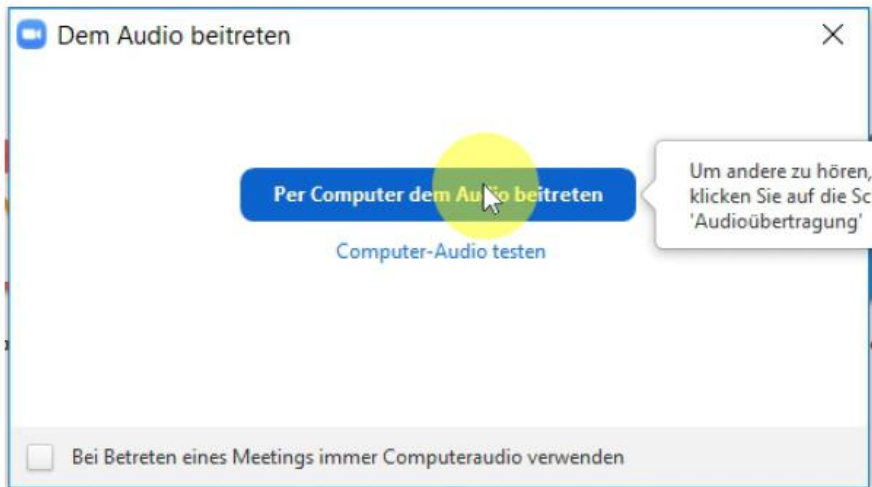 Dem Audio beitreten
Per Computer dem Audio beitreten
Um andere zu hören,
klicken Sie auf die Sc
'Audioübertragung'
Computer-Audio testen
Bei Betreten eines Meetings immer Computeraudio verwenden